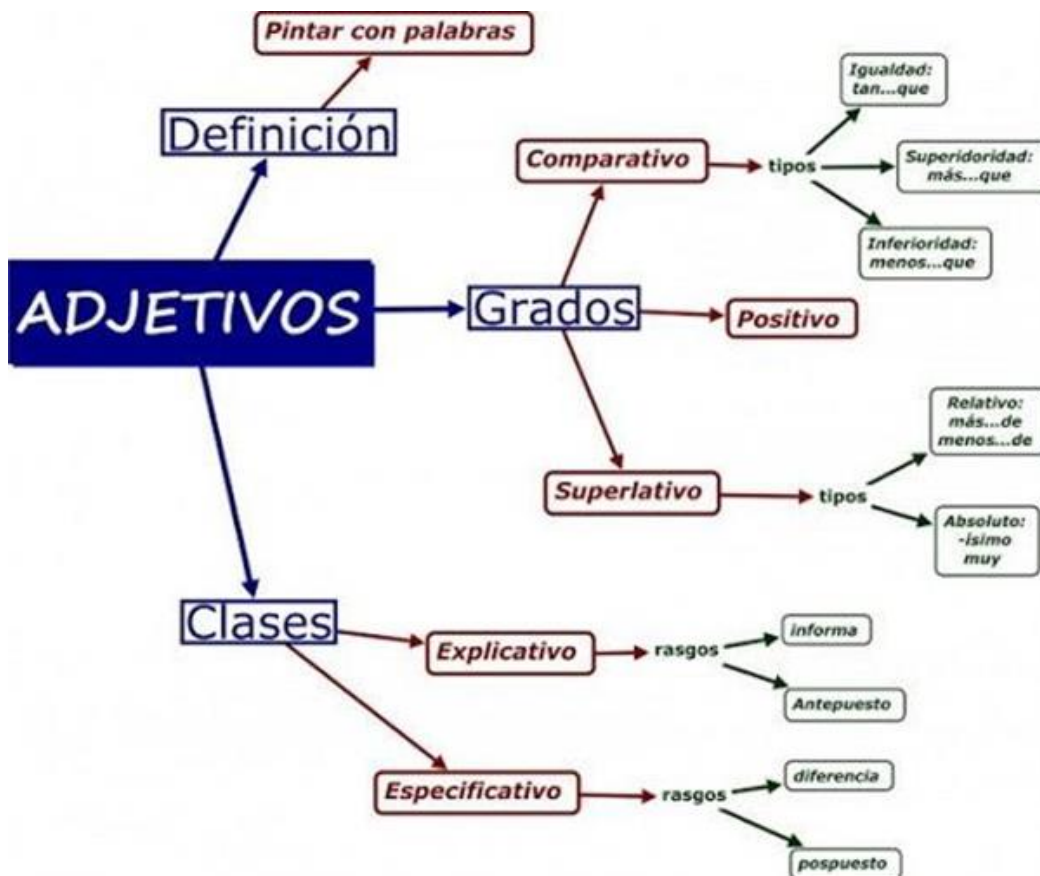 Pintar con palabras
Definición
ADJETIVOS
Grados
Comparativo
tipos
Igualdad:
tan...que
Superidoridad:
más...que
Inferioridad:
menos...que
Positivo
Superlativo
tipos
Relativo:
más...de
menos...de
Absoluto:
-ísimo
muy
Clases
Explicativo
rasgos
informa
Antepuesto
Especificativo
rasgos
diferencia
pospuesto